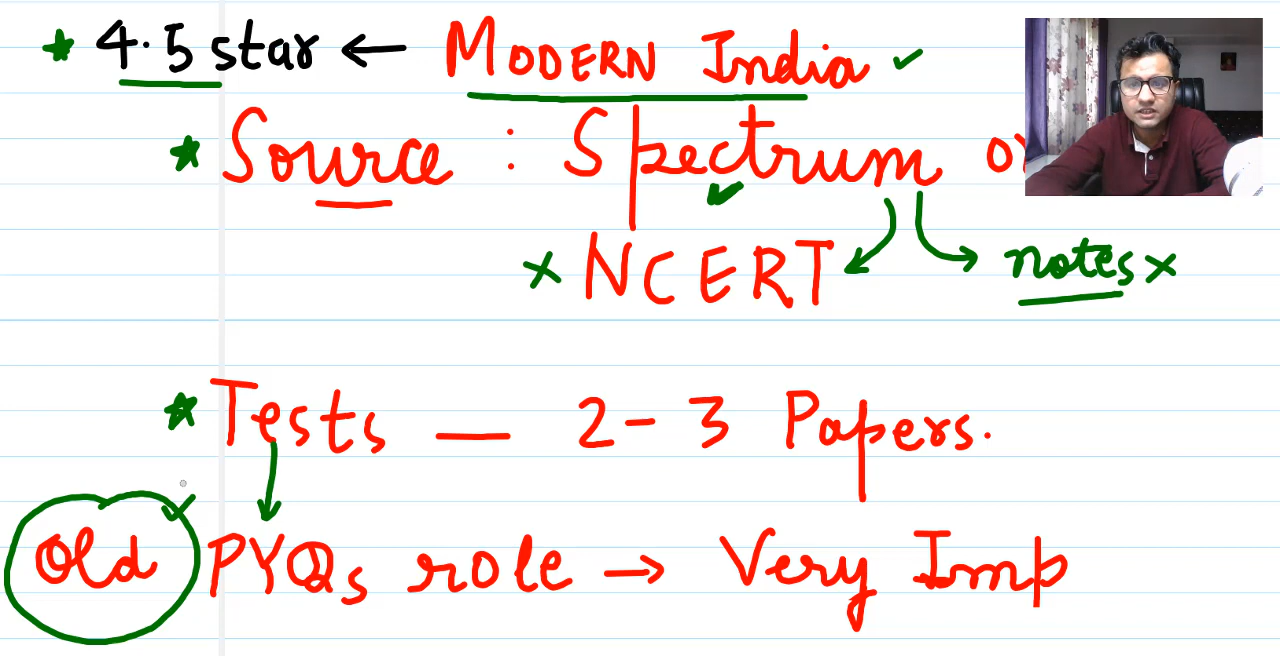 4.5 star ← MODERN India ✓
Source : Spectrum
× NCERT notes ×
Tests — 2-3 Papers.
Old PYQs role → Very Imp